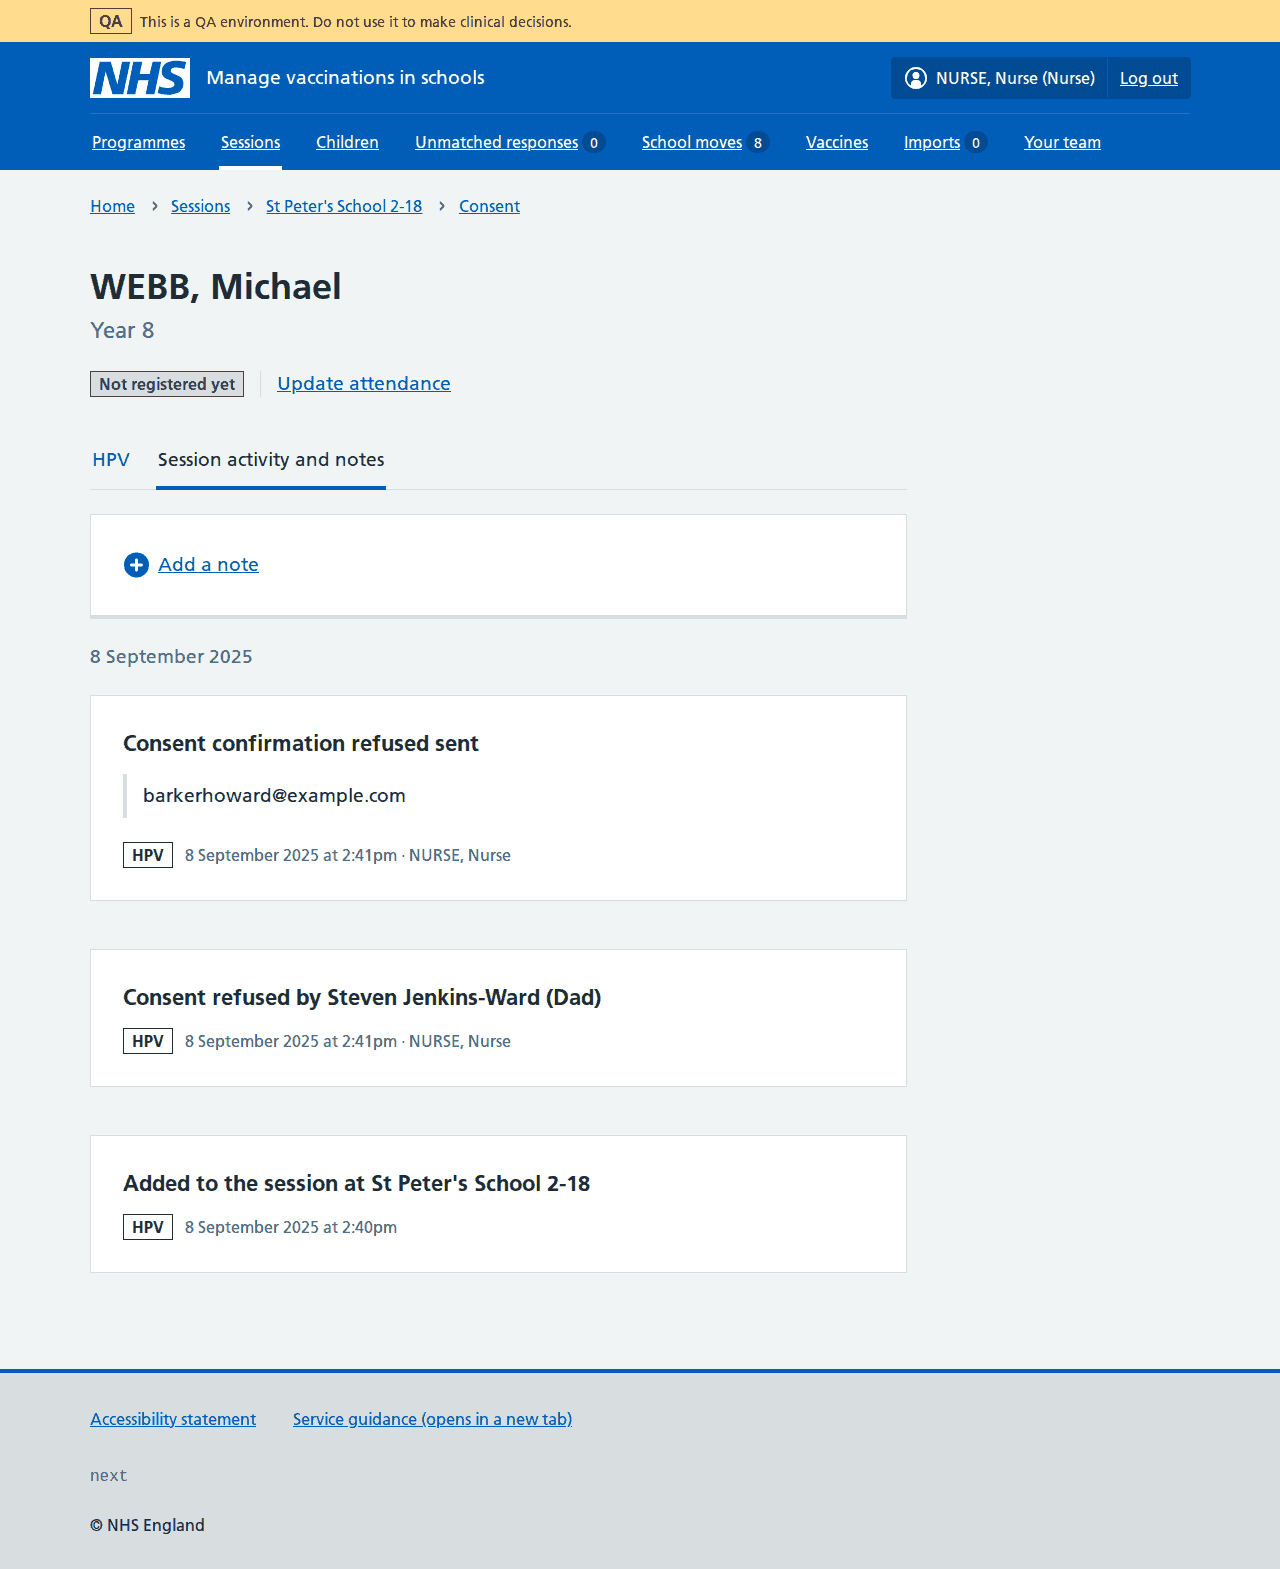 QA This is a QA environment. Do not use it to make clinical decisions.
NHS Manage vaccinations in schools
NURSE, Nurse (Nurse) Log out
Programmes Sessions Children Unmatched responses 0 School moves 8 Vaccines Imports 0 Your team
Home › Sessions › St Peter's School 2-18 › Consent
WEBB, Michael
Year 8
Not registered yet Update attendance
HPV Session activity and notes
Add a note
8 September 2025
Consent confirmation refused sent
barkerhoward@example.com
HPV 8 September 2025 at 2:41pm · NURSE, Nurse
Consent refused by Steven Jenkins-Ward (Dad)
HPV 8 September 2025 at 2:41pm · NURSE, Nurse
Added to the session at St Peter's School 2-18
HPV 8 September 2025 at 2:40pm
Accessibility statement Service guidance (opens in a new tab)
next
© NHS England